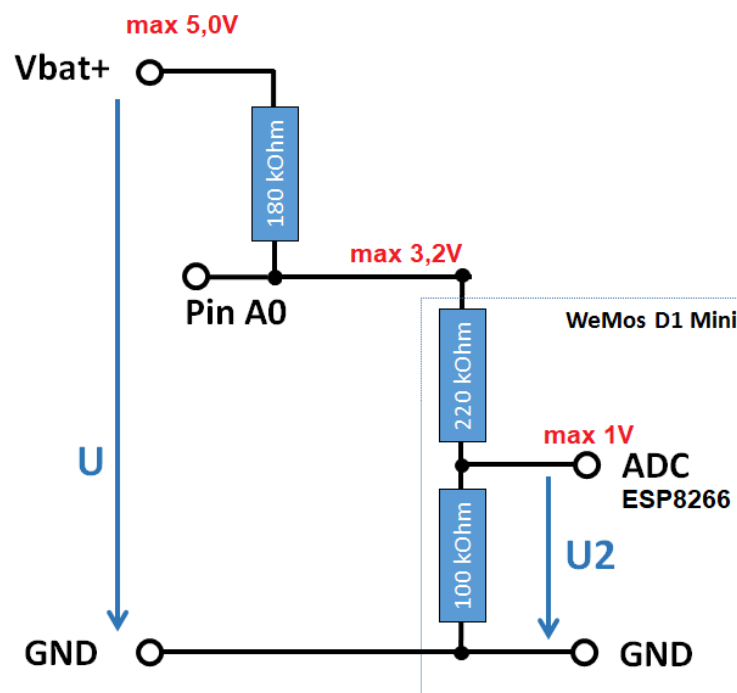 max 5,0V
Vbat+
180 kOhm
max 3,2V
Pin A0
WeMos D1 Mini
220 kOhm
max 1V
U
ADC
ESP8266
100 kOhm
U2
GND
GND